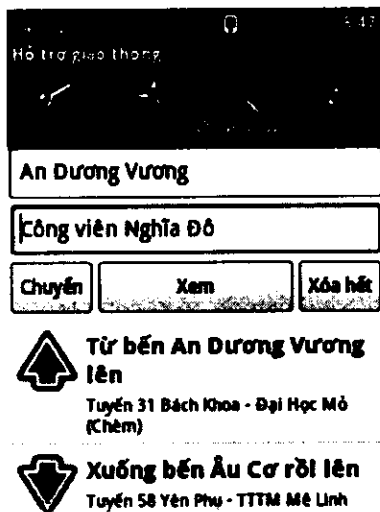 5:47
Hỗ trợ giao thông
An Dương Vương
Công viên Nghĩa Đô
Chuyển Xem Xóa hết
Từ bến An Dương Vương
lên
Tuyến 31 Bách Khoa - Đại Học Mỏ
(Chèm)
Xuống bến Âu Cơ rồi lên
Tuyến 58 Yên Phụ - TTTM Mê Linh